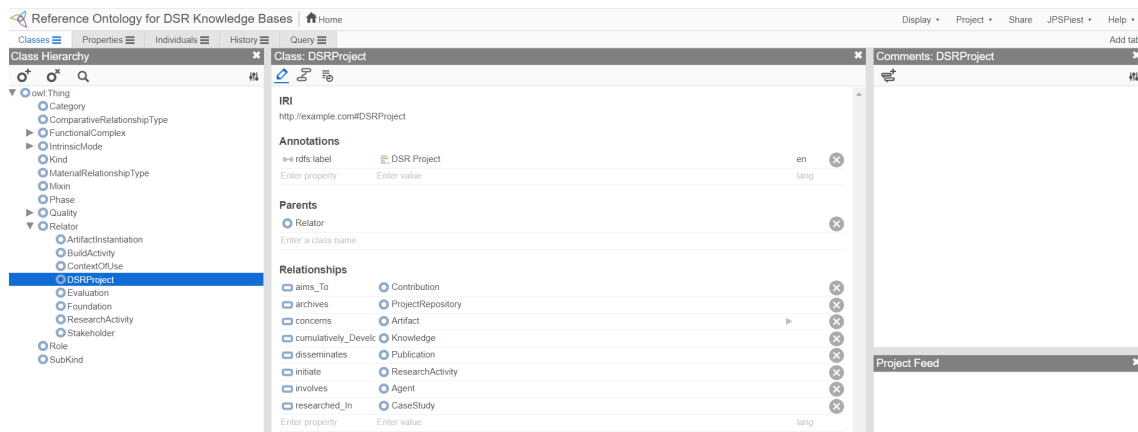 Reference Ontology for DSR Knowledge Bases Home
Display Project Share JPSPiest Help
Classes Properties Individuals History Query Add tab
Class Hierarchy
owl:Thing
Category
ComparativeRelationshipType
FunctionalComplex
IntrinsicMode
Kind
MaterialRelationshipType
Mixin
Phase
Quality
Relator
ArtifactInstantiation
BuildActivity
ContextOfUse
DSRProject
Evaluation
Foundation
ResearchActivity
Stakeholder
Role
SubKind
Class: DSRProject
IRI
http://example.com#DSRProject
Annotations
rdfs:label DSR Project en
Enter property Enter value lang
Parents
Relator
Enter a class name
Relationships
aims_To Contribution
archives ProjectRepository
concerns Artifact
cumulatively_Develc Knowledge
disseminates Publication
initiate ResearchActivity
involves Agent
researched_In CaseStudy
Enter property Enter value lang
Comments: DSRProject
Project Feed